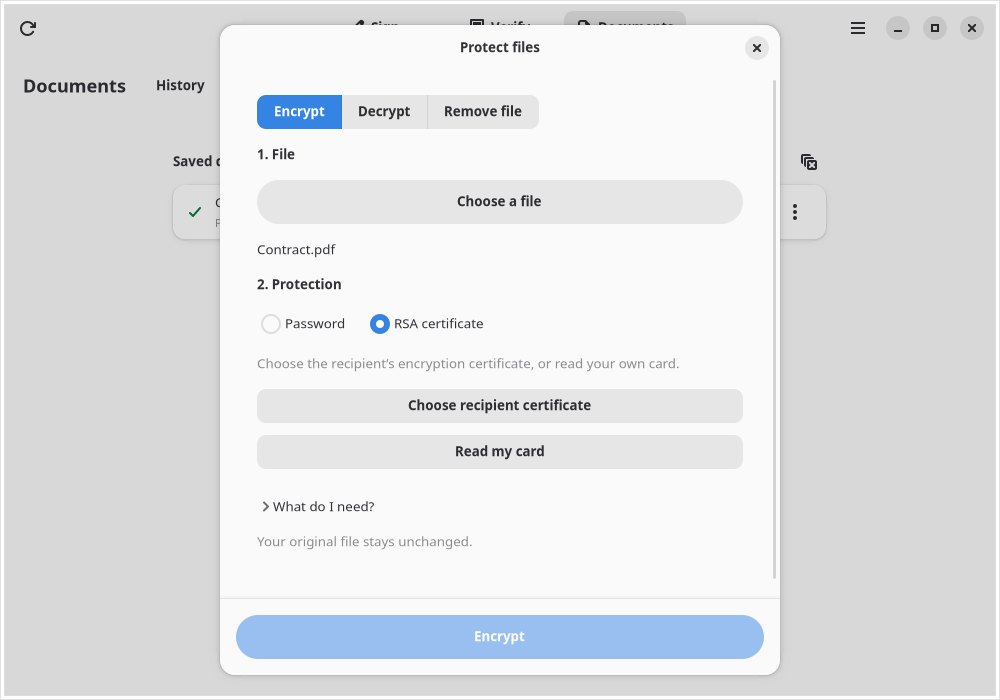 Protect files
Documents
History
Encrypt
Decrypt
Remove file
1. File
Saved
Choose a file
Contract.pdf
2. Protection
Password
RSA certificate
Choose the recipient’s encryption certificate, or read your own card.
Choose recipient certificate
Read my card
What do I need?
Your original file stays unchanged.
Encrypt